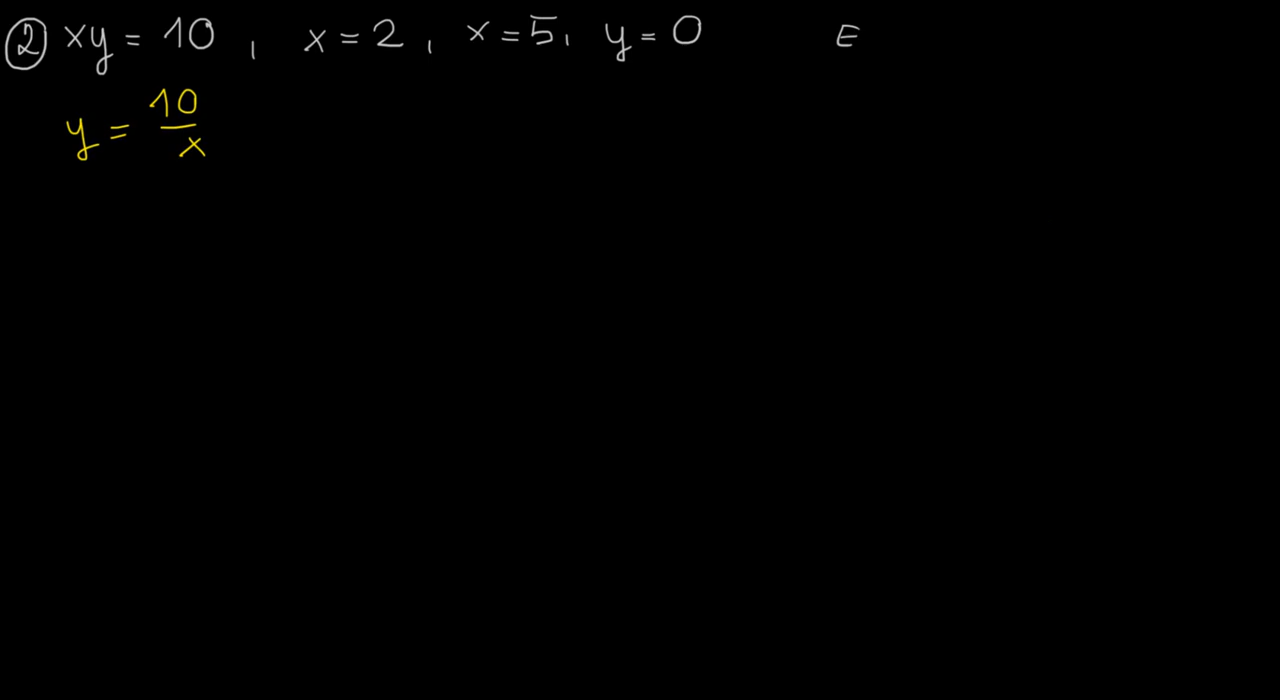 ② xy = 10 , x = 2 , x = 5, y = 0 E
y = 10/x